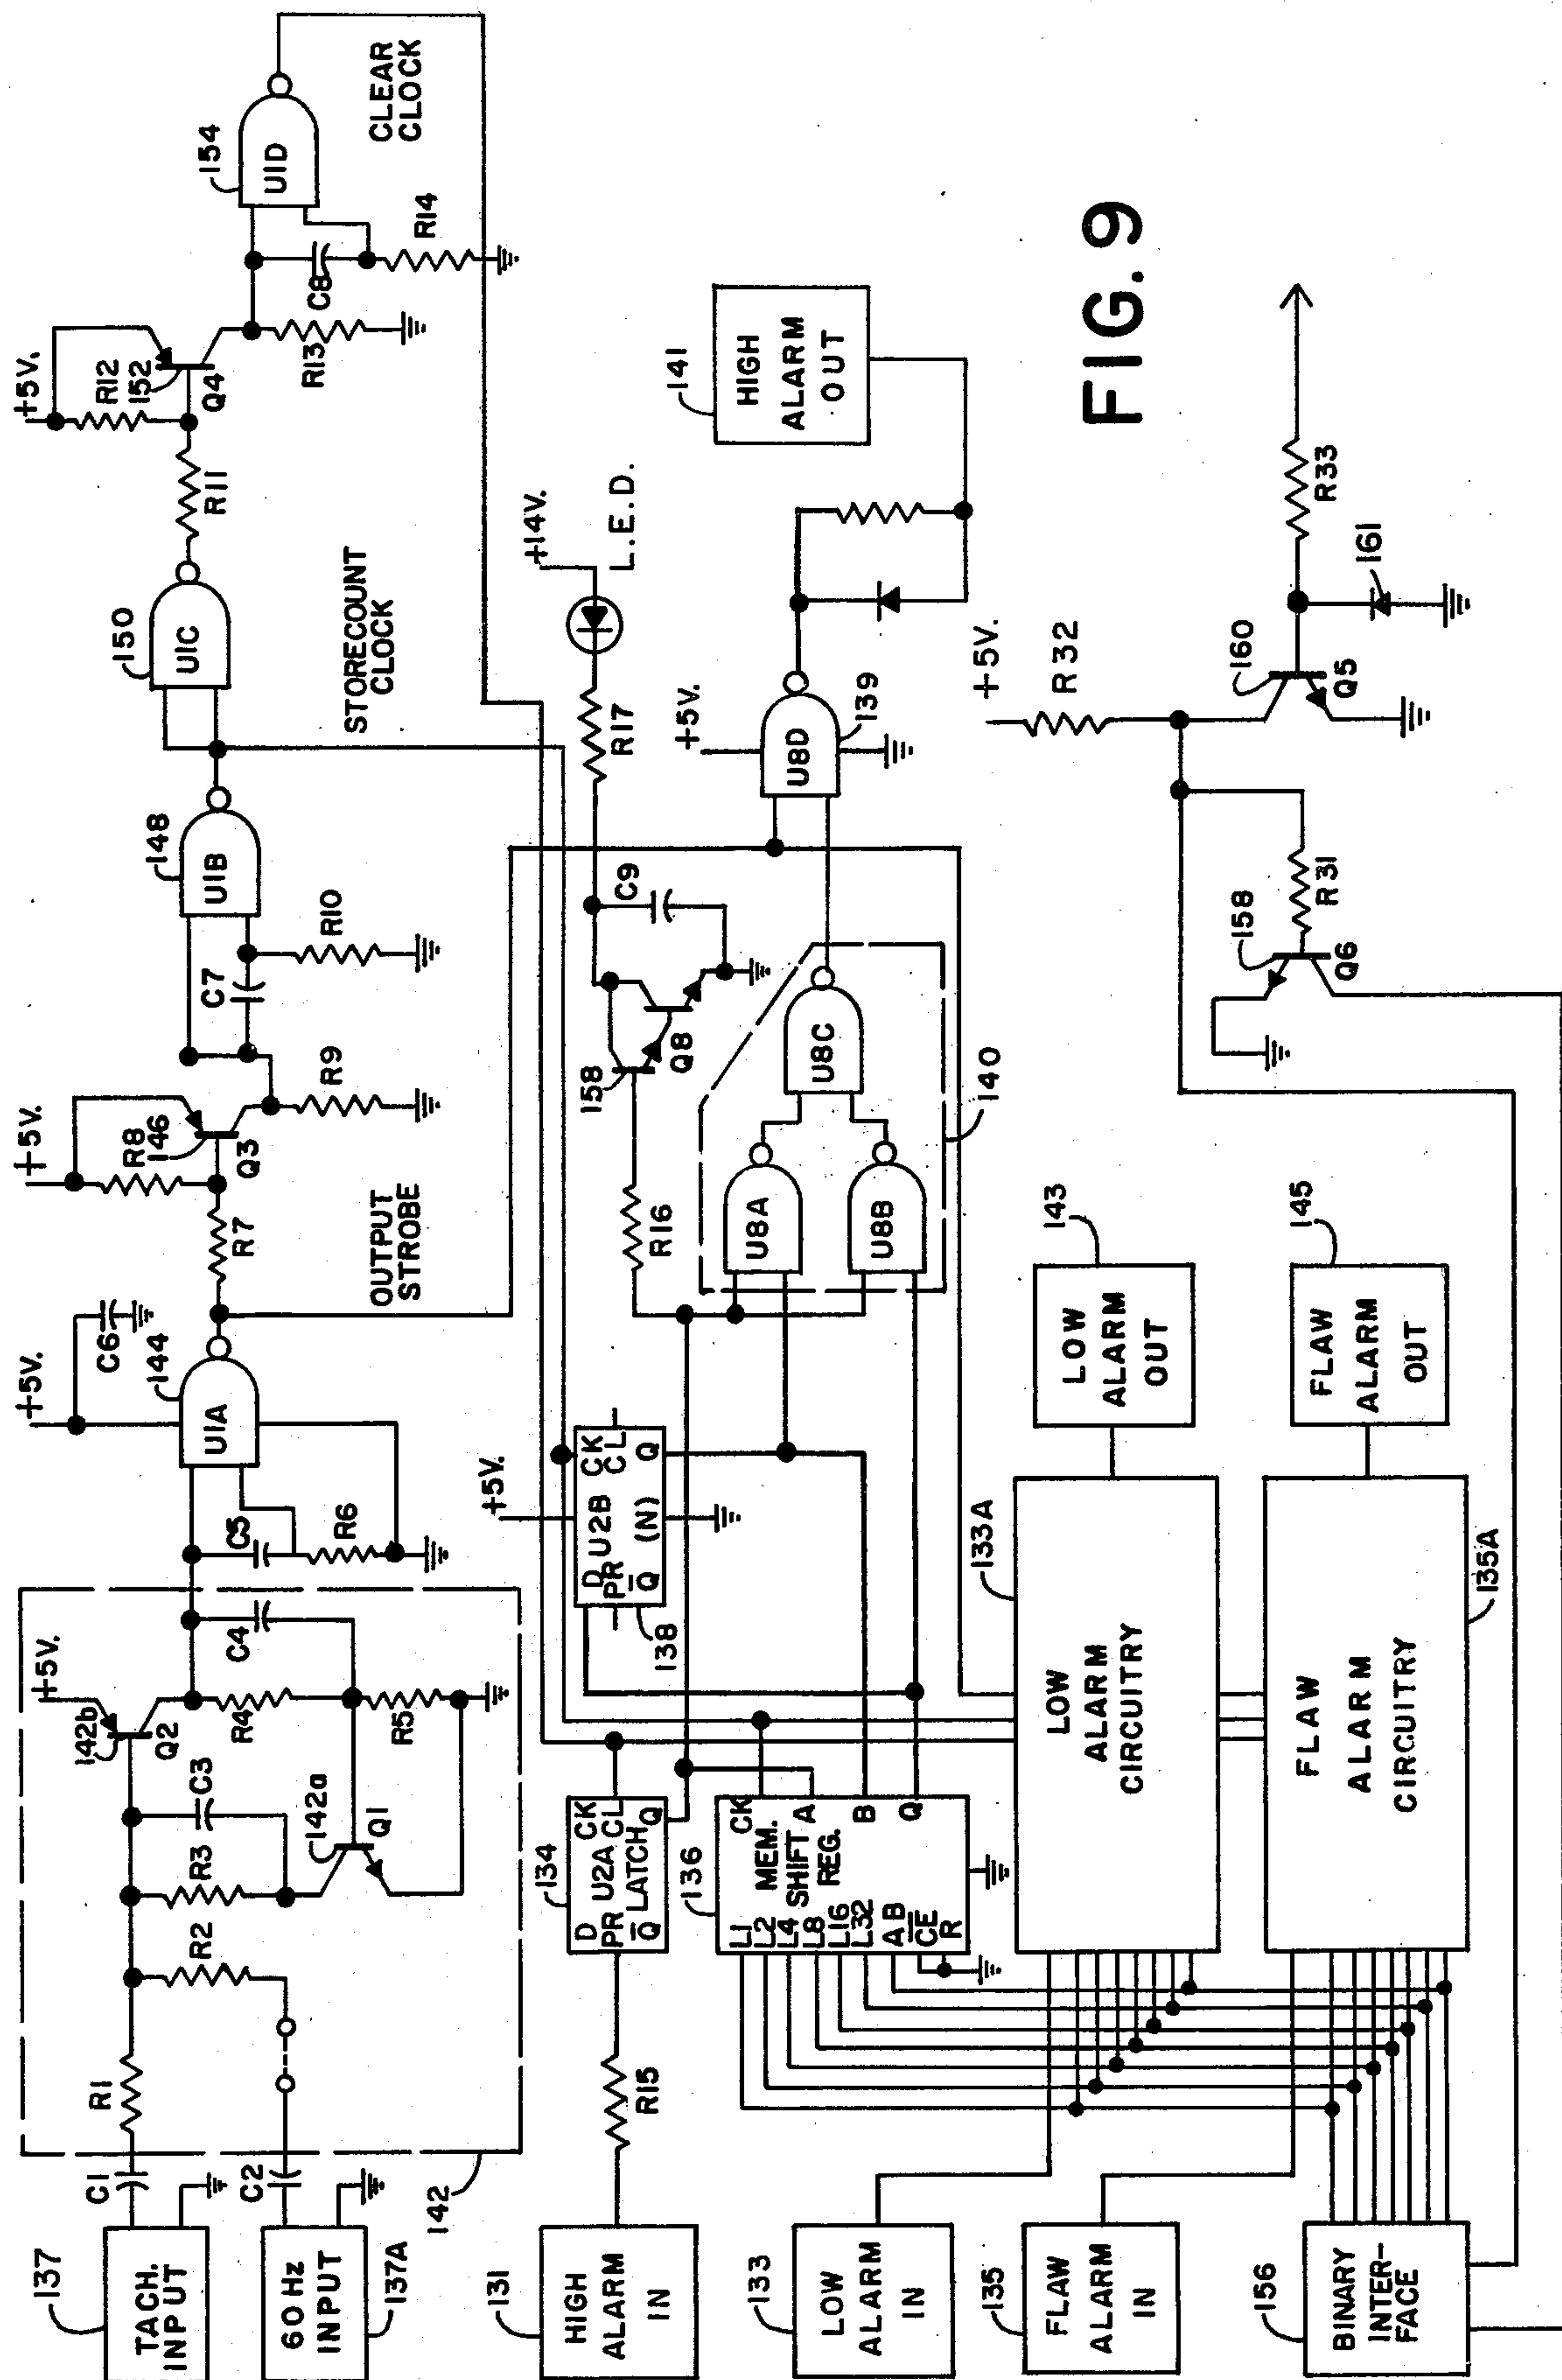 137
TACH.
INPUT
C1
R1
60 Hz
INPUT
137A
C2
142
R2
R3
C3
142a
Q1
142b
Q2
+5V.
R4
R5
C4
C5
R6
+5V.
144
U1A
C6
R7
OUTPUT
STROBE
+5V.
R8
146
Q3
R9
C7
R10
148
U1B
STORECOUNT
CLOCK
150
U1C
R11
+5V.
R12
152
Q4
R13
C8
R14
154
U1D
CLEAR
CLOCK
131
HIGH
ALARM
IN
R15
134
D CK
PR U2A CL
LATCH
Q Q
+5V.
D CK
PR U2B CL
Q (N) Q
138
136
CK
MEM.
SHIFT
REG.
A
B
Q
L1
L2
L4
L8
L16
L32
AB
CE
R
R16
158
Q8
C9
R17
+14V.
L.E.D.
U8A
U8B
U8C
140
+5V.
U8D
139
141
HIGH
ALARM
OUT
133
LOW
ALARM
IN
133A
LOW
ALARM
CIRCUITRY
143
LOW
ALARM
OUT
135
FLAW
ALARM
IN
135A
FLAW
ALARM
CIRCUITRY
145
FLAW
ALARM
OUT
156
BINARY
INTER-
FACE
158
Q6
R31
+5V.
R32
160
Q5
161
R33
FIG. 9